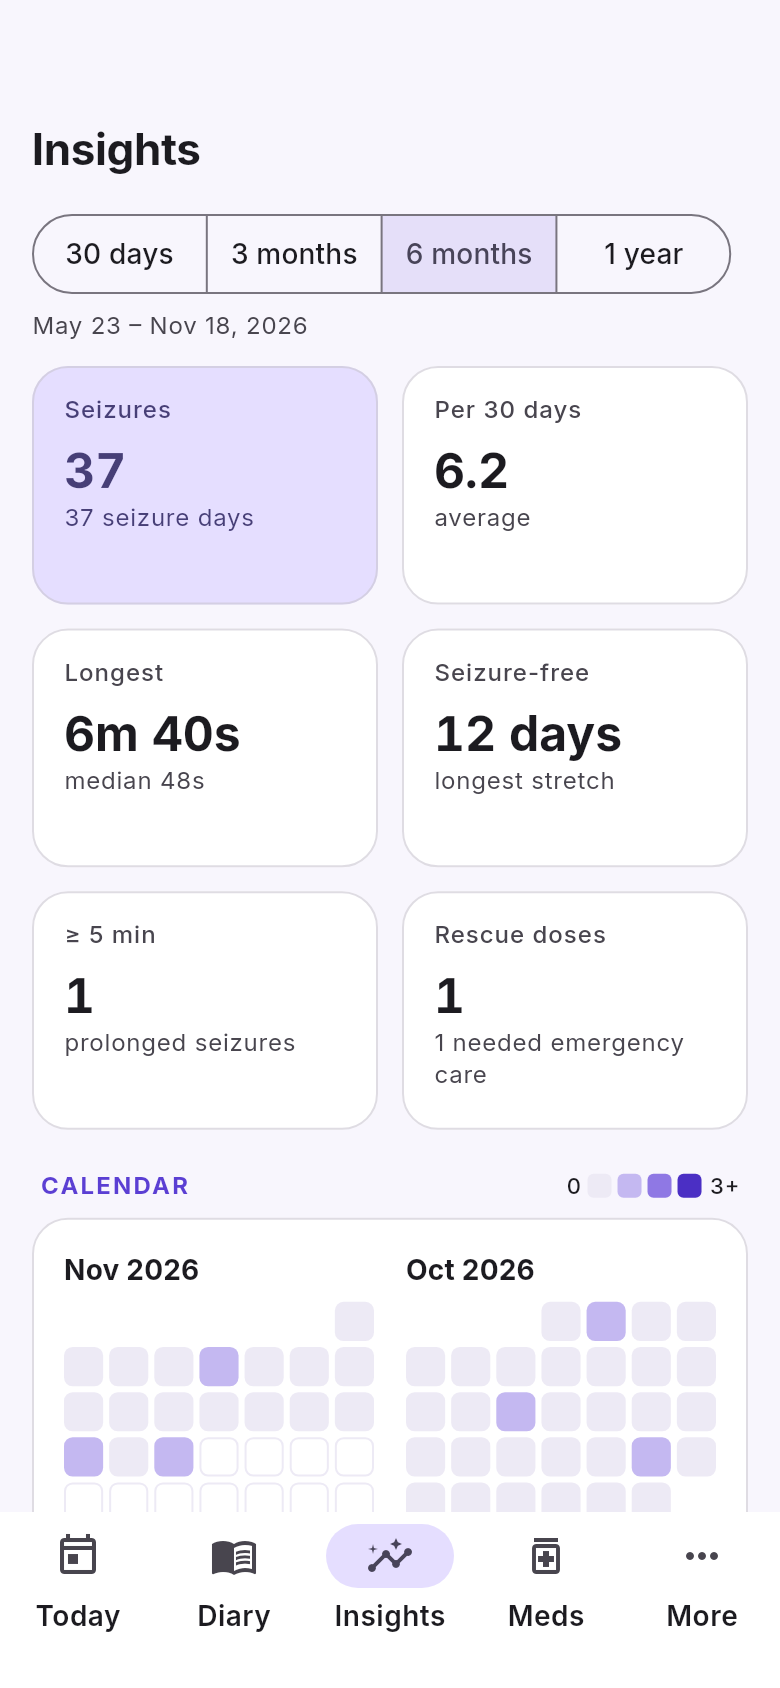 Insights
30 days
3 months
6 months
1 year
May 23 – Nov 18, 2026
Seizures
37
37 seizure days
Per 30 days
6.2
average
Longest
6m 40s
median 48s
Seizure-free
12 days
longest stretch
≥ 5 min
1
prolonged seizures
Rescue doses
1
1 needed emergency
care
CALENDAR
0
3+
Nov 2026
Oct 2026
Today
Diary
Insights
Meds
More